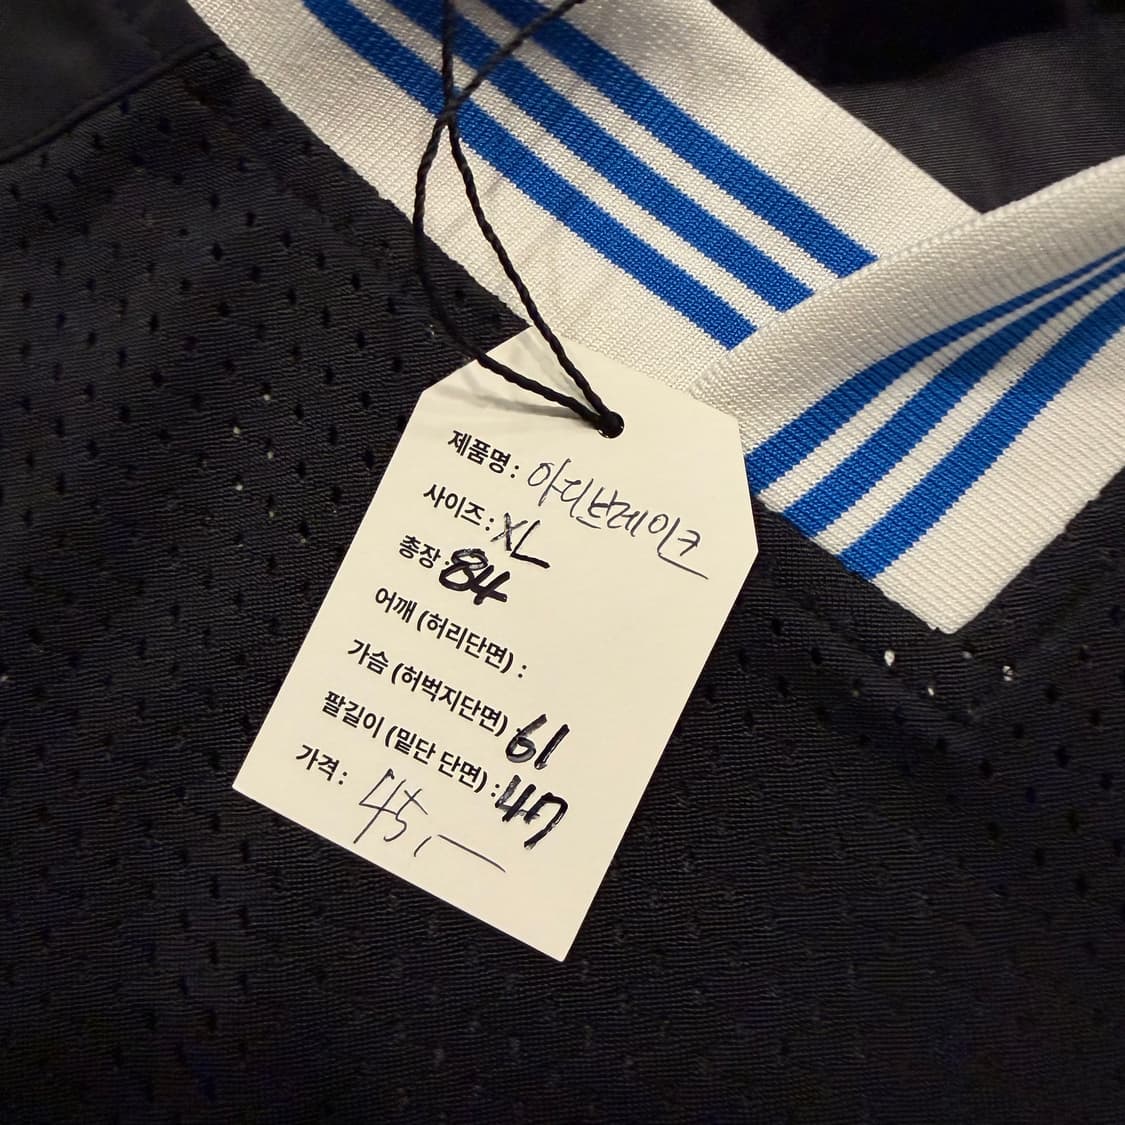 제품명 : 아디브레이크
사이즈 : XL
총장 : 84
어깨 (허리단면) :
가슴 (허벅지단면) 61
팔길이 (밑단 단면) : 47
가격 : 45,-